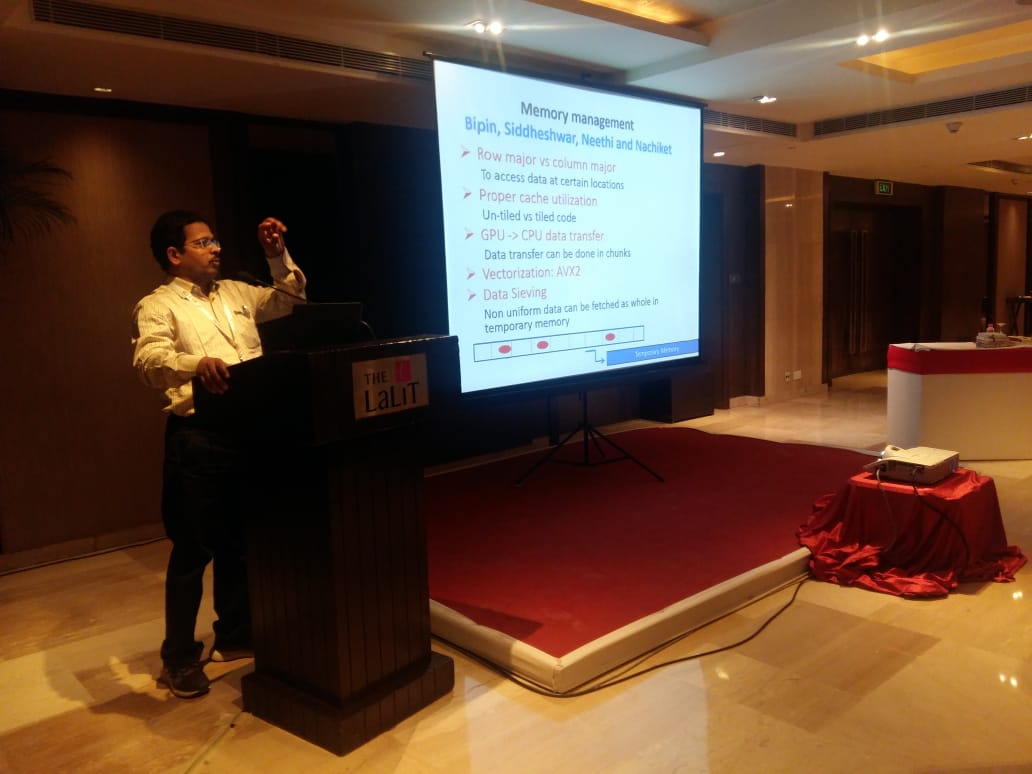 Memory management
Bipin, Siddheshwar, Neethi and Nachiket
Row major vs column major
To access data at certain locations
Proper cache utilization
Un-tiled vs tiled code
GPU -> CPU data transfer
Data transfer can be done in chunks
Vectorization: AVX2
Data Sieving
Non uniform data can be fetched as whole in
temporary memory
Temporary Memory
THE
LaLiT
EXIT